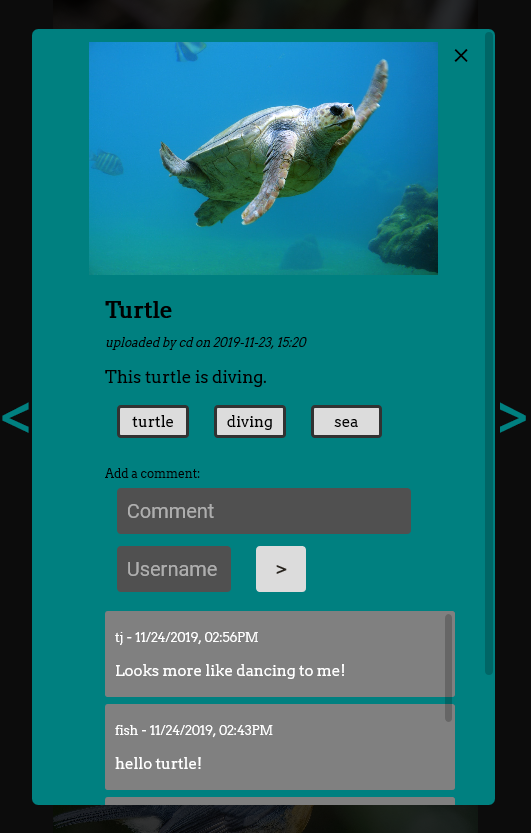 ×
Turtle
uploaded by cd on 2019-11-23, 15:20
This turtle is diving.
turtle diving sea
Add a comment:
< >
Comment
Username >
tj - 11/24/2019, 02:56PM
Looks more like dancing to me!
fish - 11/24/2019, 02:43PM
hello turtle!